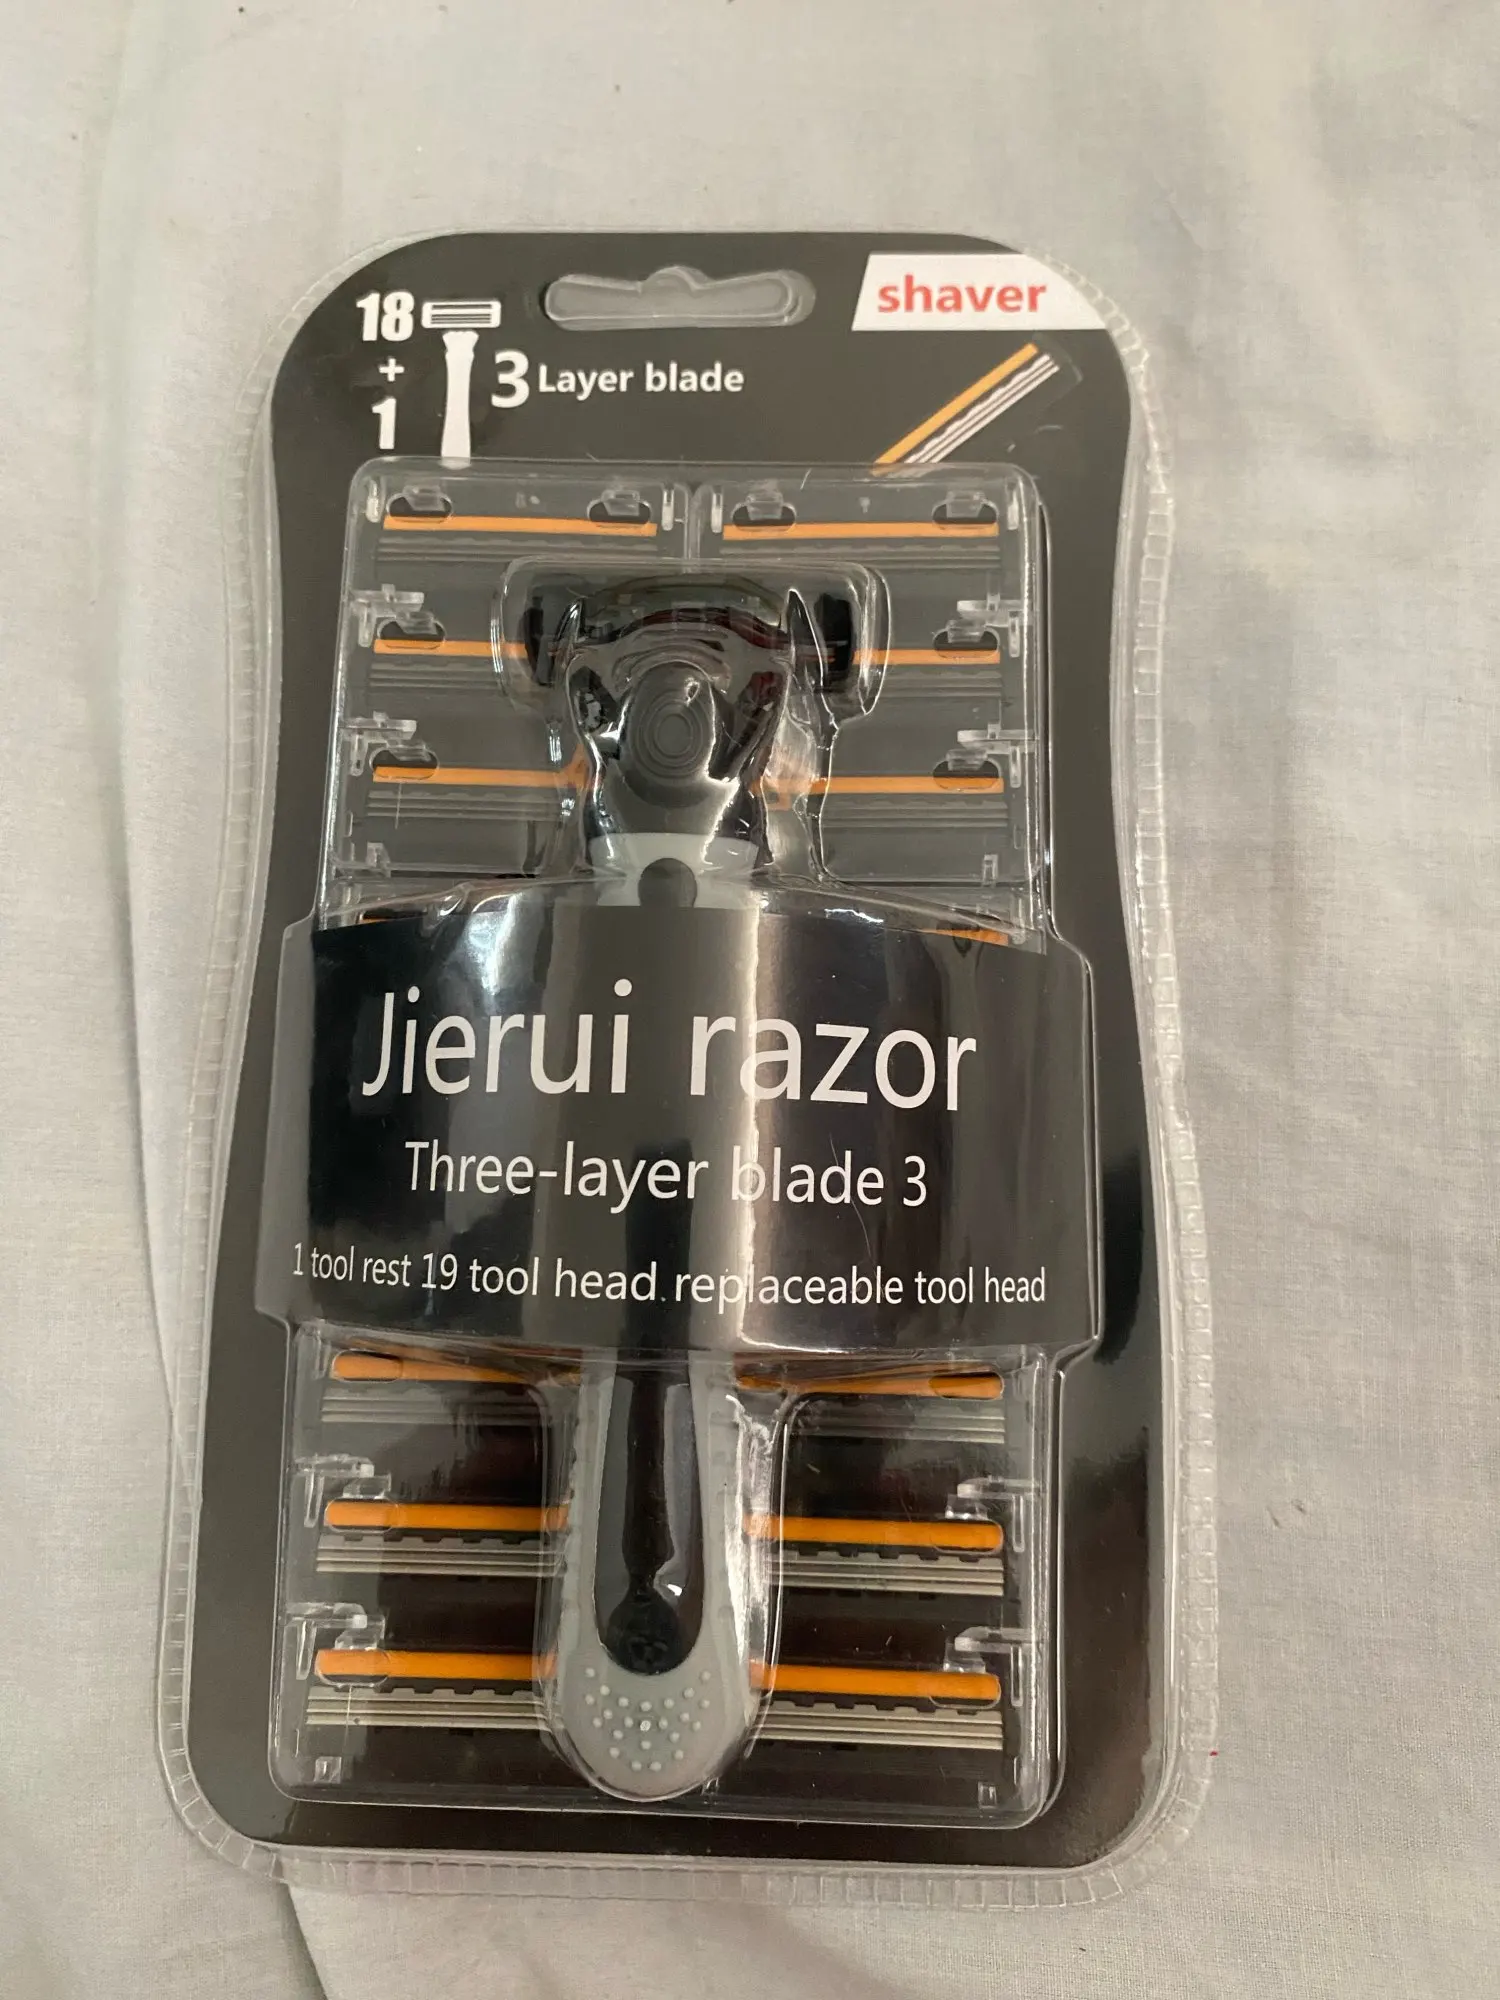 shaver
18
+
1
3 Layer blade
Jierui razor
Three-layer blade 3
1 tool rest 19 tool head.replaceable tool head